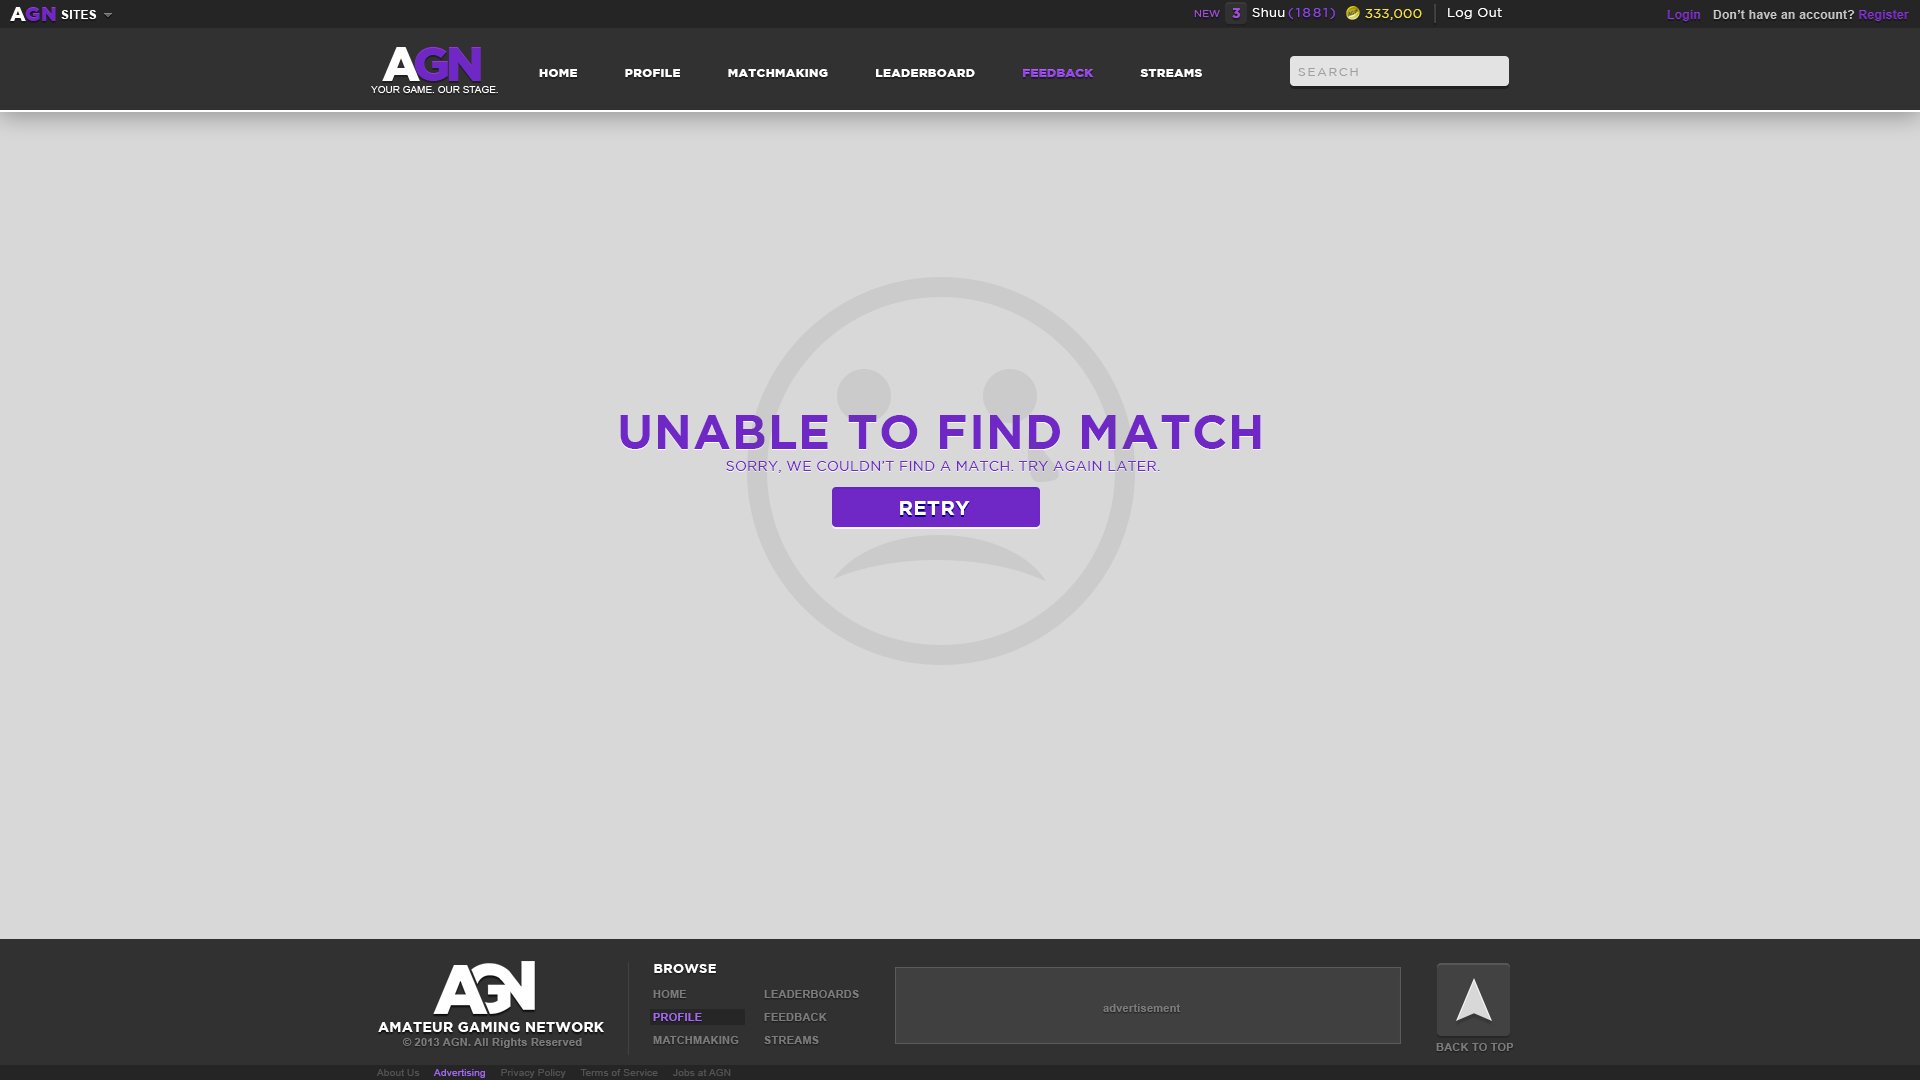 AGN SITES
NEW 3 Shuu (1881) 333,000 Log Out
Login Don't have an account? Register
AGN
YOUR GAME. OUR STAGE.
HOME PROFILE MATCHMAKING LEADERBOARD FEEDBACK STREAMS
SEARCH
UNABLE TO FIND MATCH
SORRY, WE COULDN'T FIND A MATCH. TRY AGAIN LATER.
RETRY
AGN
AMATEUR GAMING NETWORK
© 2013 AGN. All Rights Reserved
BROWSE
HOME LEADERBOARDS
PROFILE FEEDBACK
MATCHMAKING STREAMS
advertisement
BACK TO TOP
About Us Advertising Privacy Policy Terms of Service Jobs at AGN